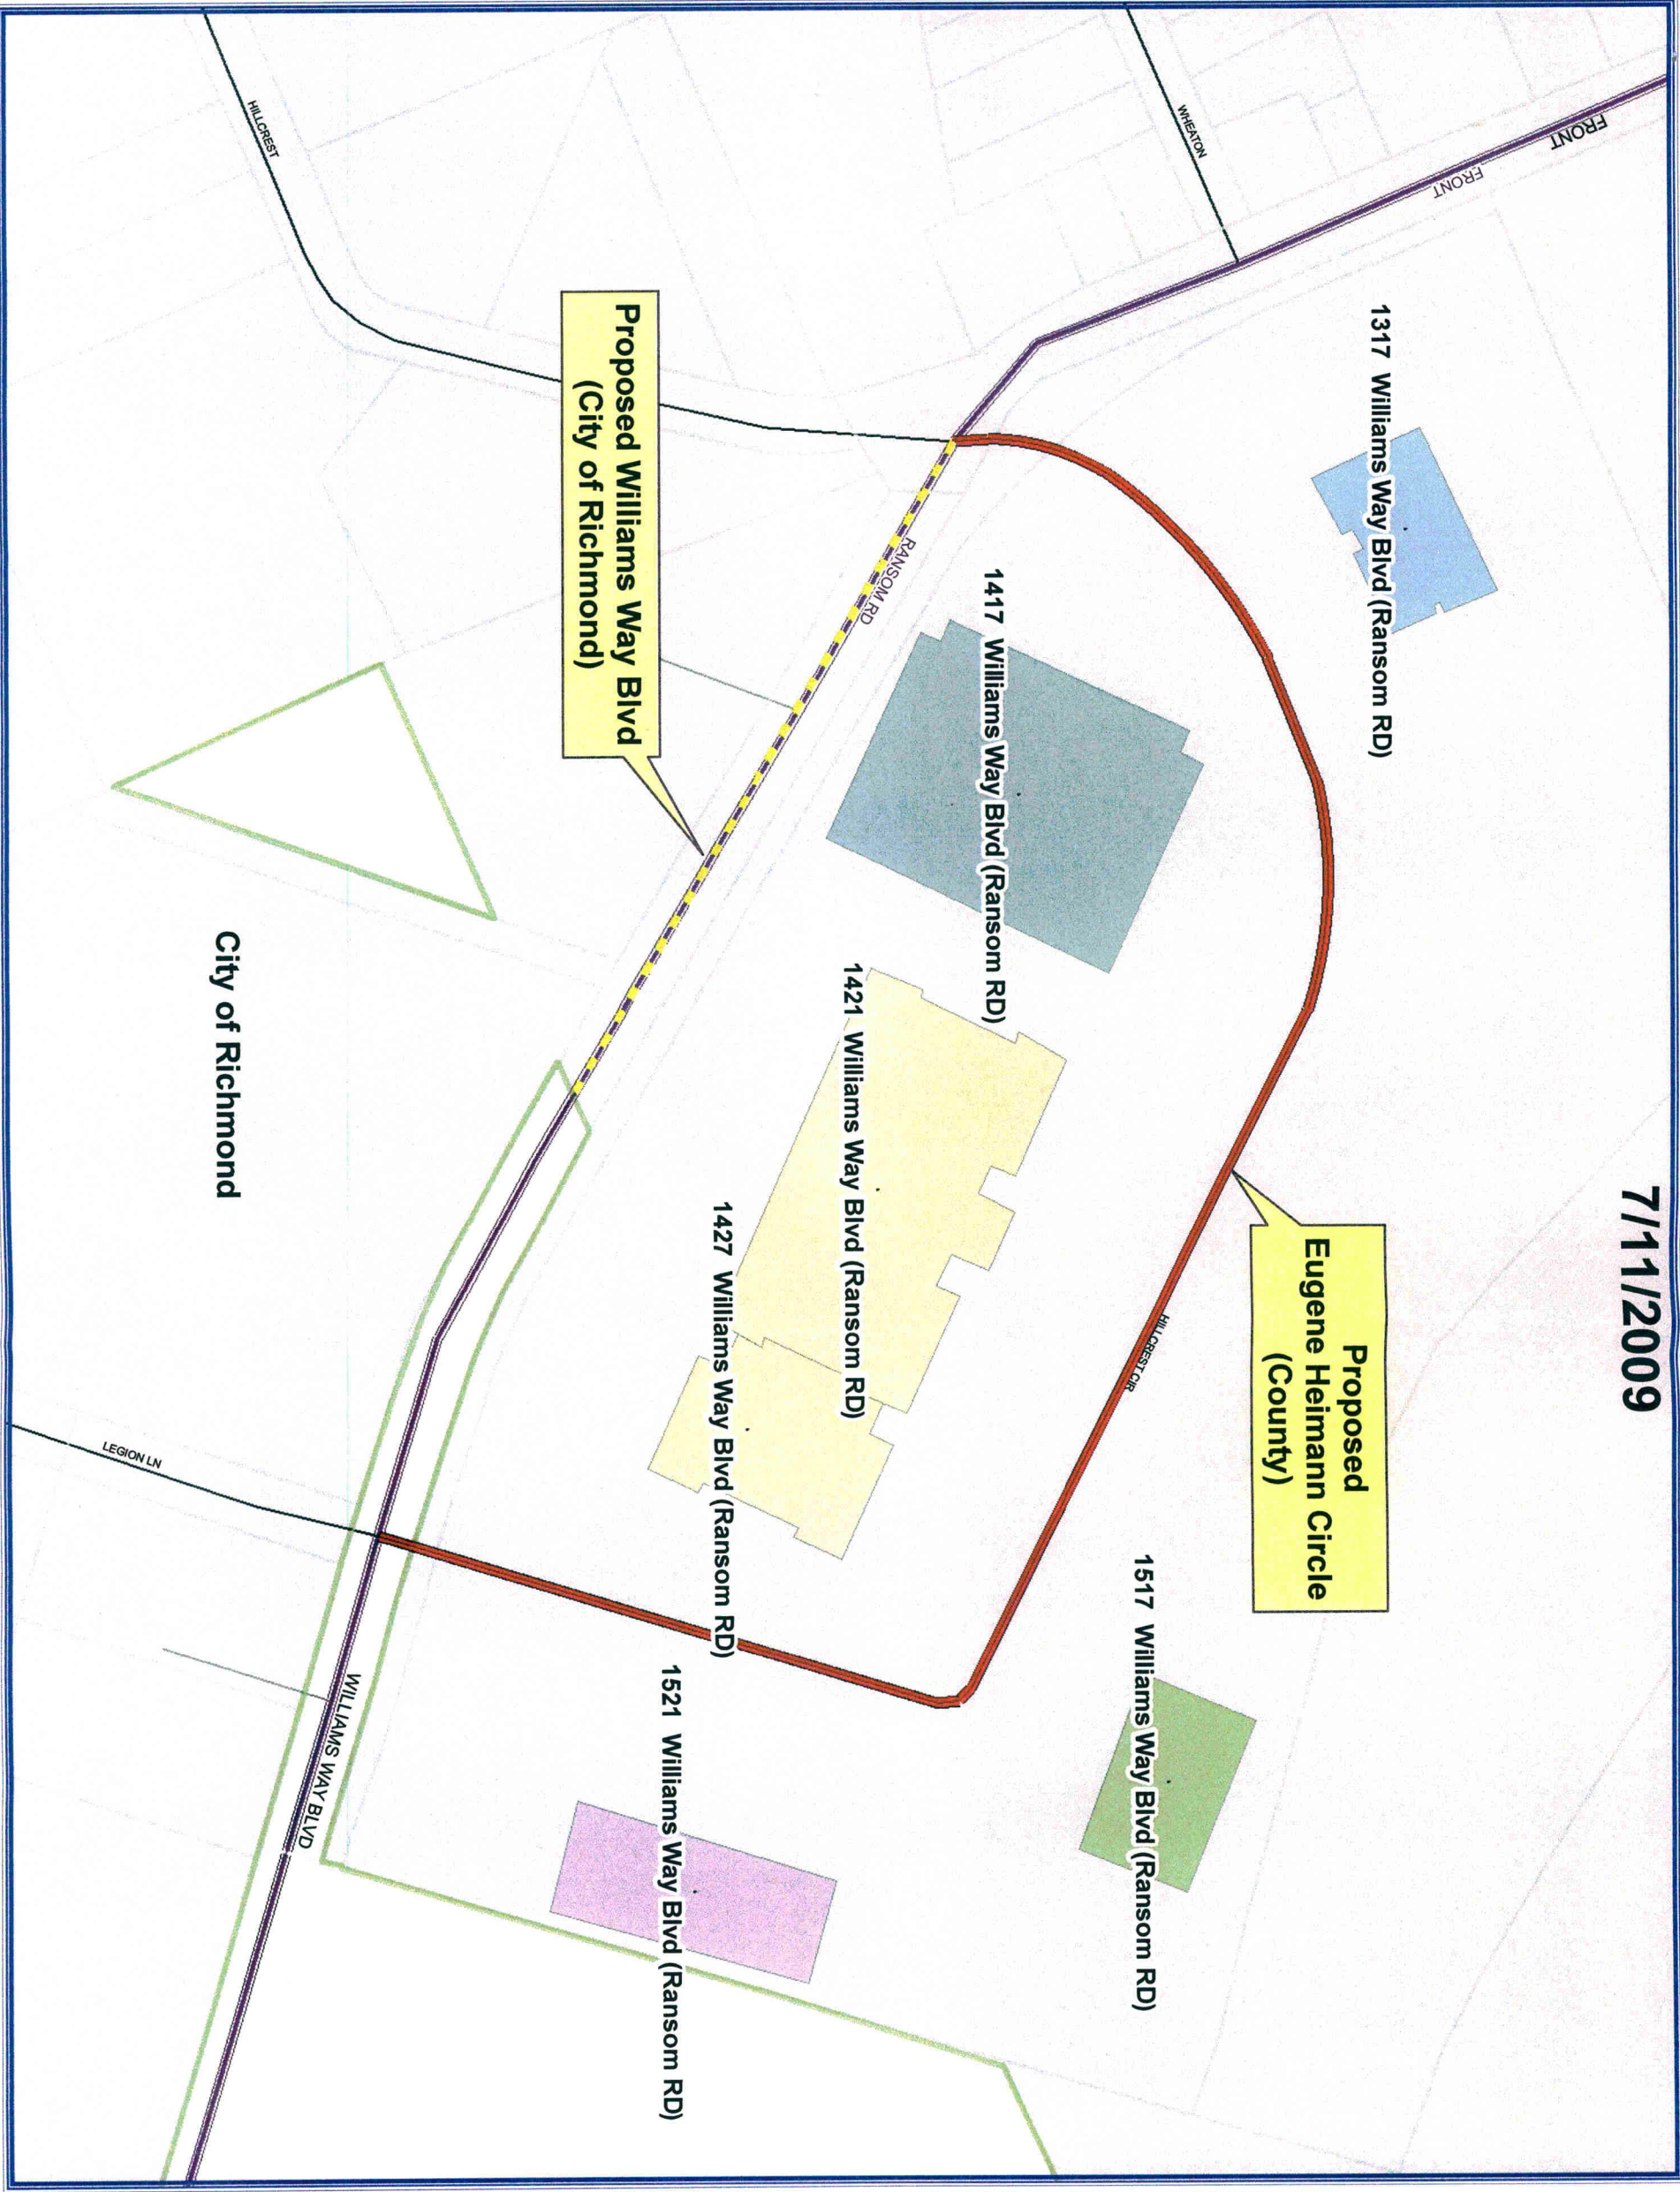 7/11/2009
FRONT
FRONT
WHEATON
HILLCREST
1317 Williams Way Blvd (Ransom RD)
Proposed
Eugene Heimann Circle
(County)
HILLCREST CIR
1517 Williams Way Blvd (Ransom RD)
1417 Williams Way Blvd (Ransom RD)
RANSOM RD
1421 Williams Way Blvd (Ransom RD)
1427 Williams Way Blvd (Ransom RD)
1521 Williams Way Blvd (Ransom RD)
Proposed Williams Way Blvd
(City of Richmond)
City of Richmond
WILLIAMS WAY BLVD
LEGION LN